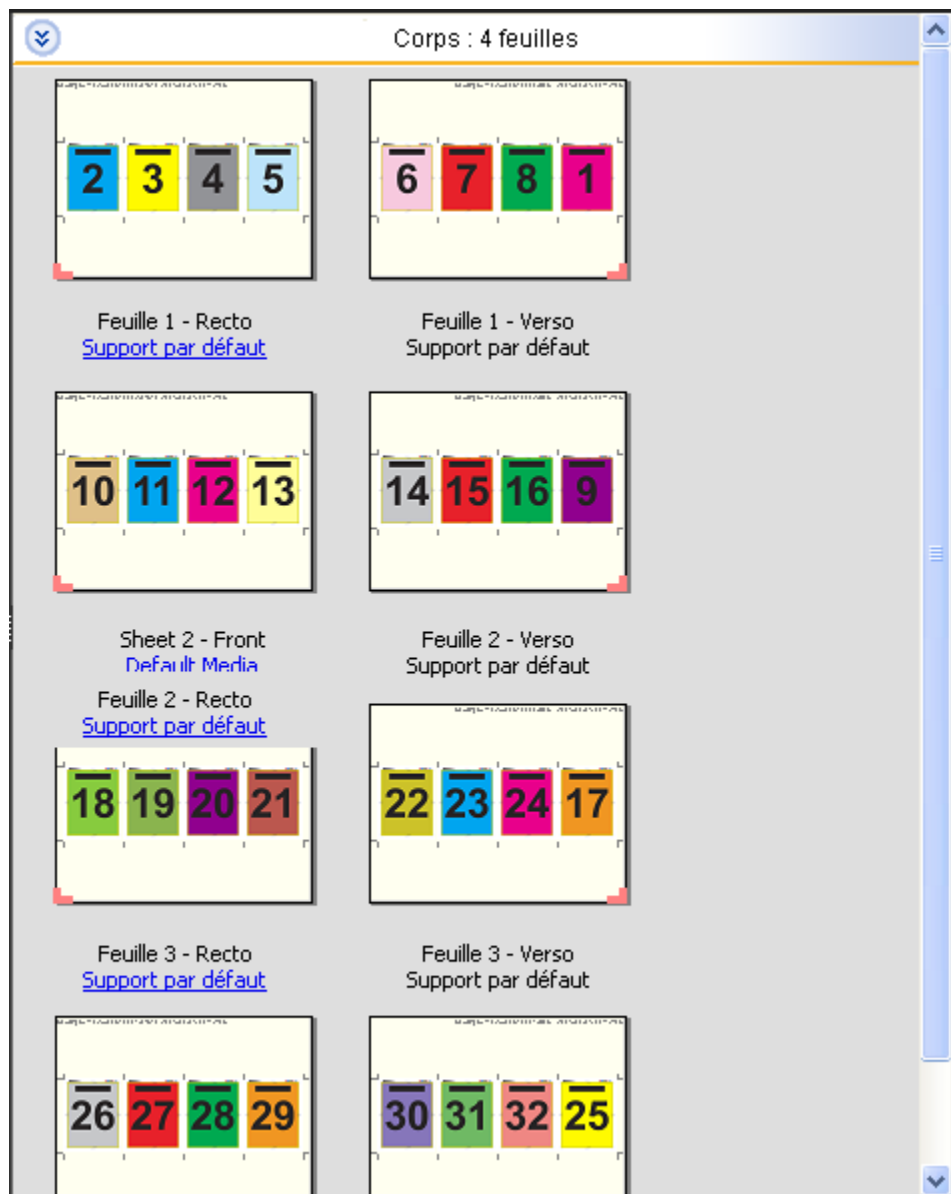 Corps : 4 feuilles
2 3 4 5
6 7 8 1
Feuille 1 - Recto
Support par défaut
Feuille 1 - Verso
Support par défaut
10 11 12 13
14 15 16 9
Sheet 2 - Front
Default Media
Feuille 2 - Verso
Support par défaut
Feuille 2 - Recto
Support par défaut
18 19 20 21
22 23 24 17
Feuille 3 - Recto
Support par défaut
Feuille 3 - Verso
Support par défaut
26 27 28 29
30 31 32 25